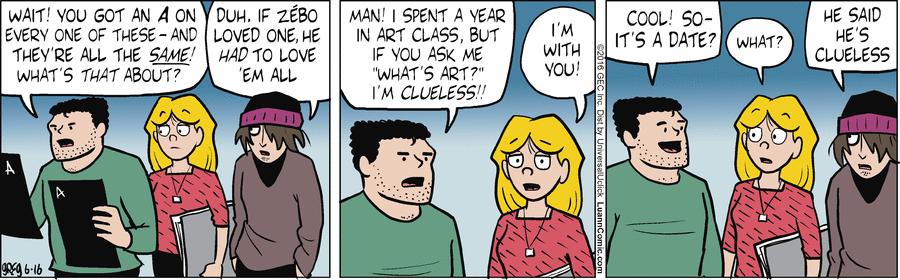 WAIT! YOU GOT AN A ON
EVERY ONE OF THESE–AND
THEY'RE ALL THE SAME!
WHAT'S THAT ABOUT?
DUH. IF ZÉBO
LOVED ONE, HE
HAD TO LOVE
'EM ALL
A
A
GREG 6-16
MAN! I SPENT A YEAR
IN ART CLASS, BUT
IF YOU ASK ME
"WHAT'S ART?"
I'M CLUELESS!!
I'M
WITH
YOU!
©2016 GEC Inc. Dist by Universal Uclick LuannComic.com
COOL! SO-
IT'S A DATE?
WHAT?
HE SAID
HE'S
CLUELESS